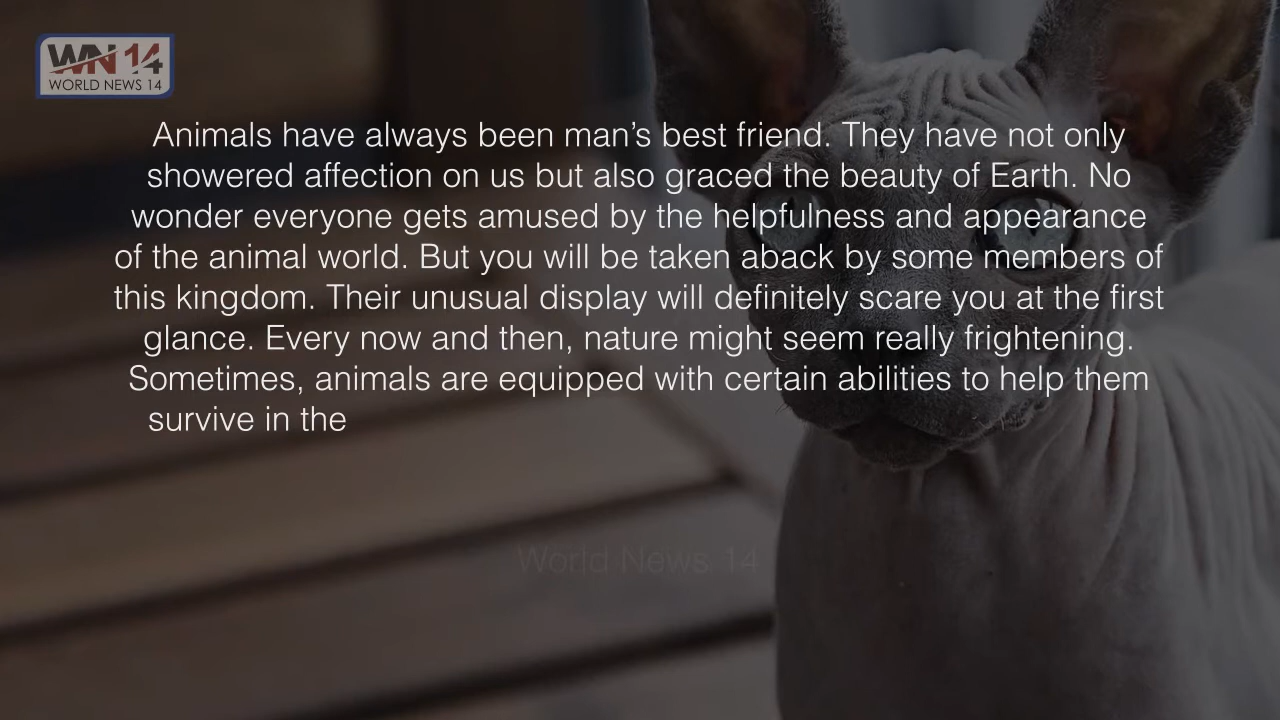 WN 14
WORLD NEWS 14
Animals have always been man’s best friend. They have not only
showered affection on us but also graced the beauty of Earth. No
wonder everyone gets amused by the helpfulness and appearance
of the animal world. But you will be taken aback by some members of
this kingdom. Their unusual display will definitely scare you at the first
glance. Every now and then, nature might seem really frightening.
Sometimes, animals are equipped with certain abilities to help them
survive in the
World News 14